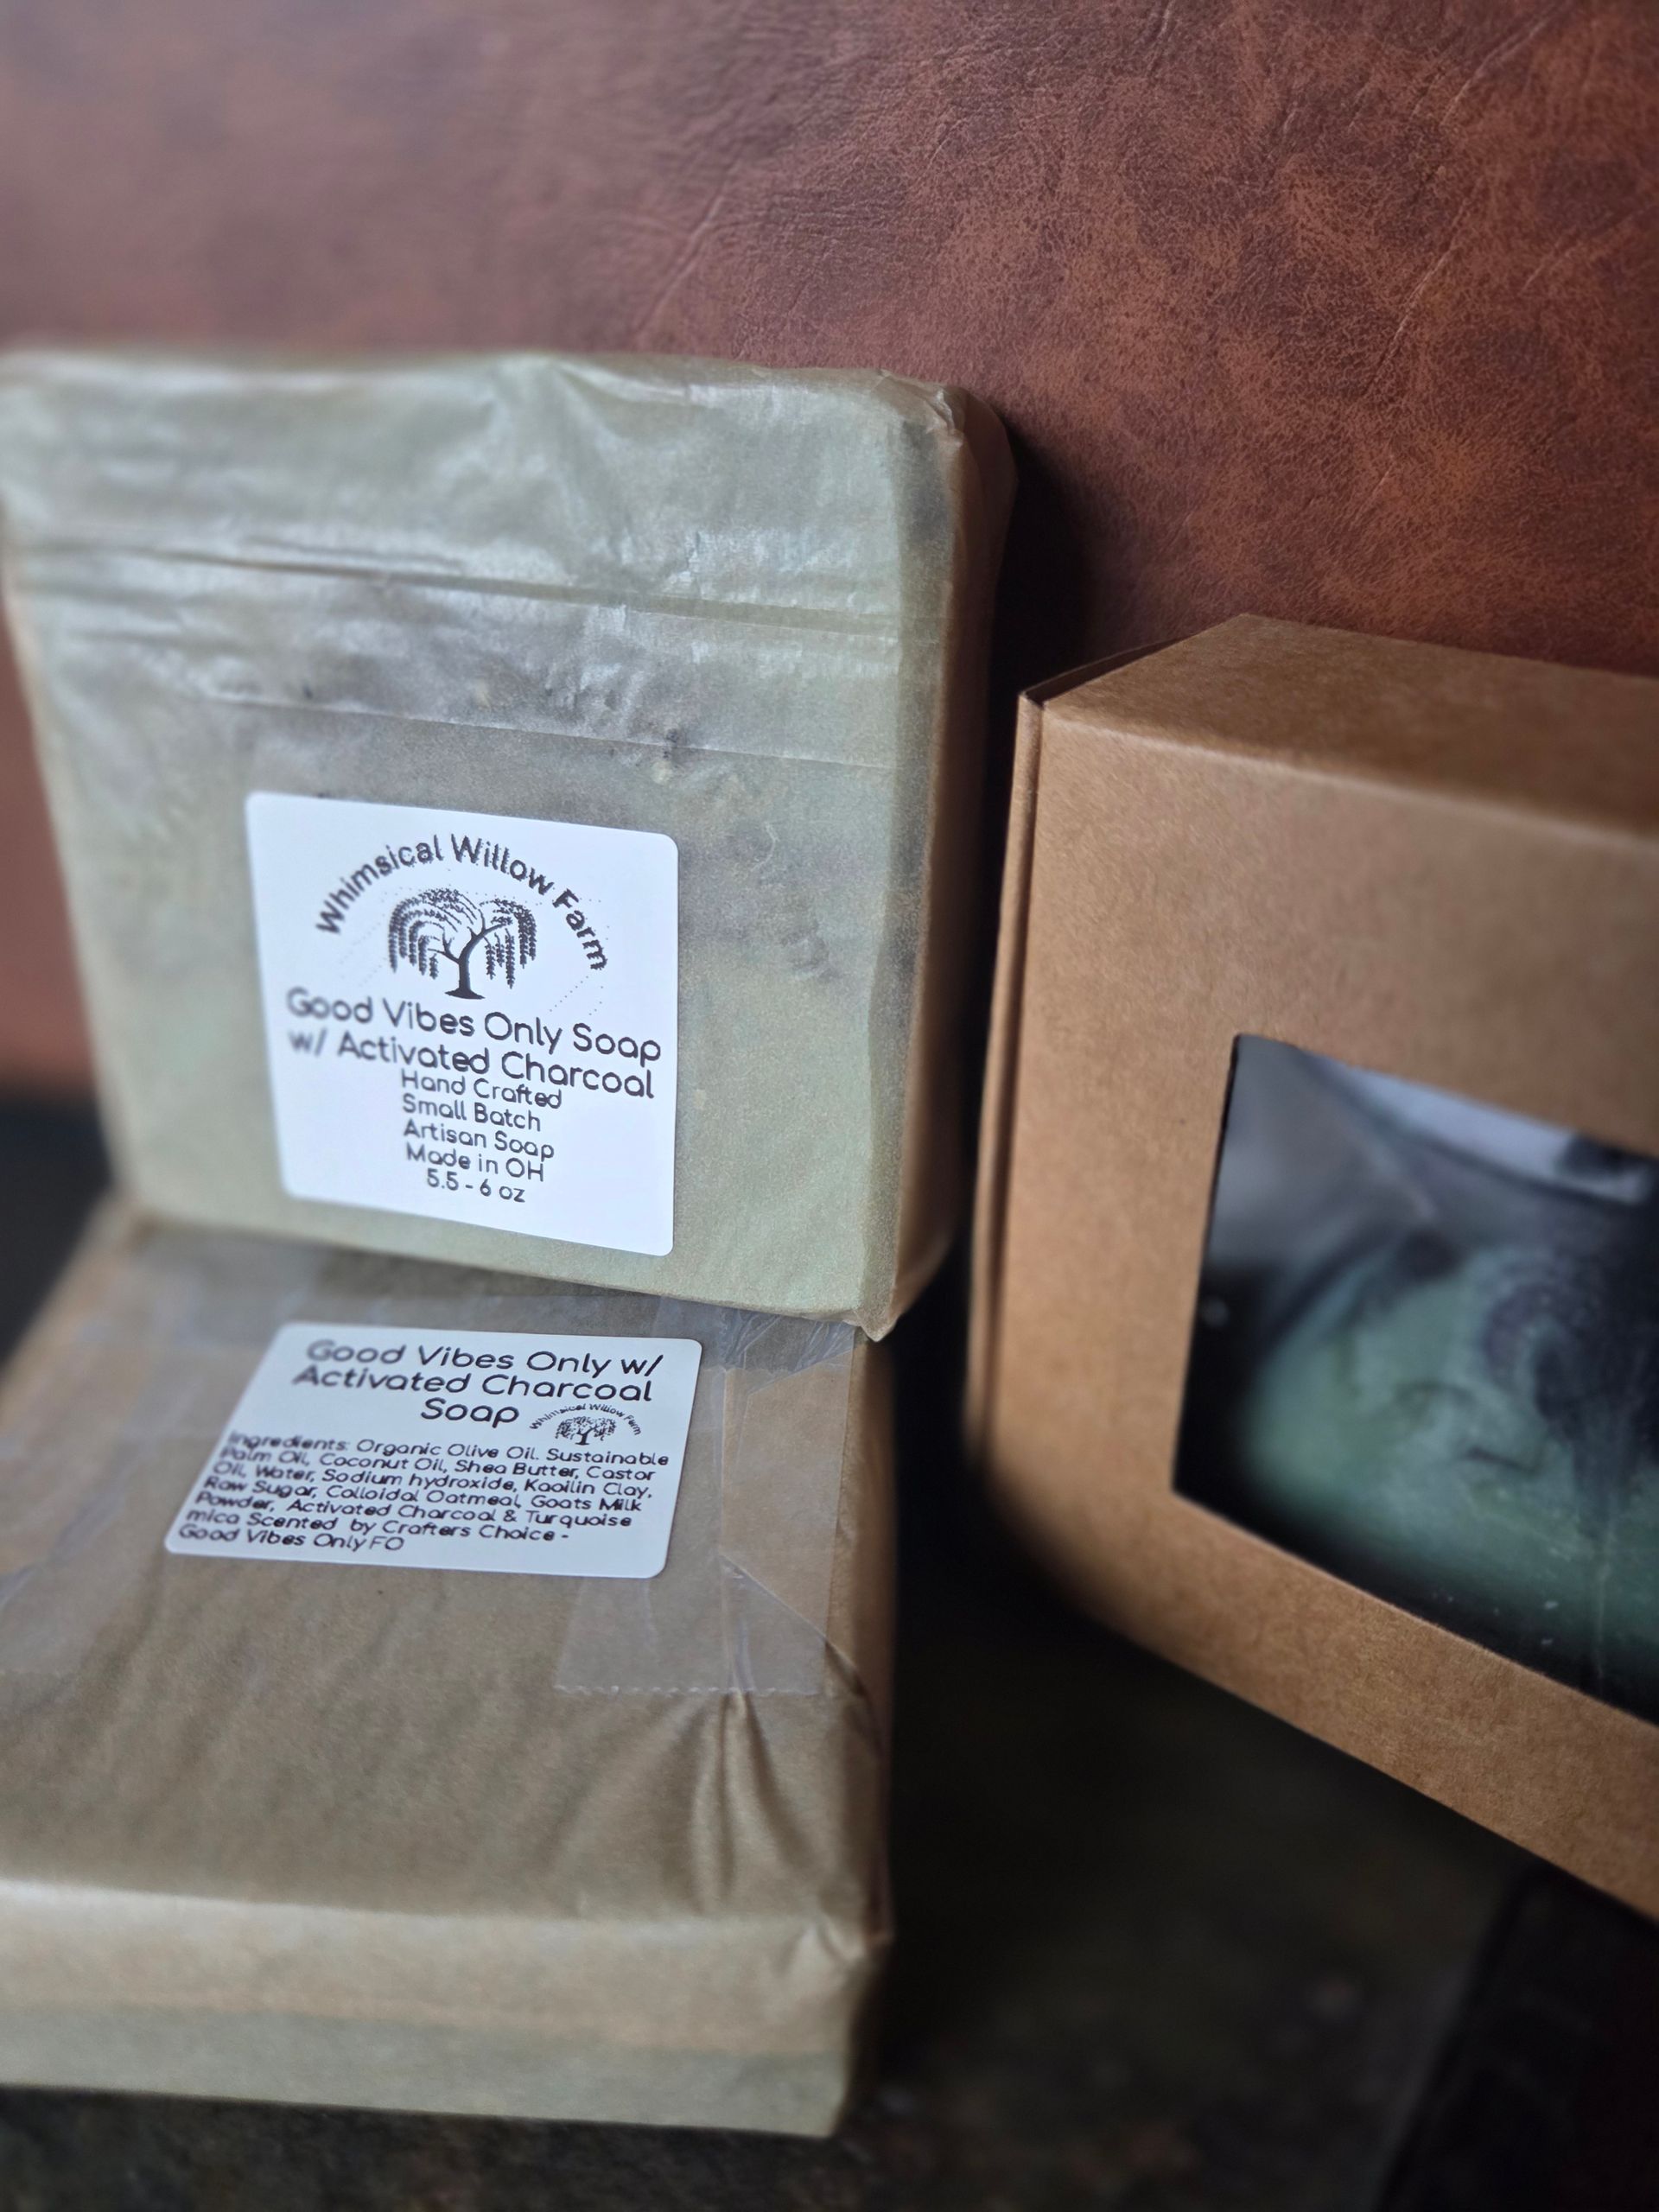 Whimsical Willow Farm
Good Vibes Only Soap
w/ Activated Charcoal
Hand Crafted
Small Batch
Artisan Soap
Made in OH
5.5 - 6 oz
Good Vibes Only w/
Activated Charcoal
Soap
Whimsical Willow Farm
Ingredients: Organic Olive Oil. Sustainable
Palm Oil, Coconut Oil, Shea Butter, Castor
Oil, Water, Sodium hydroxide, Kaoilin Clay,
Raw Sugar, Colloidal Oatmeal, Goats Milk
Powder, Activated Charcoal & Turquoise
mica Scented by Crafters Choice -
Good Vibes Only FO